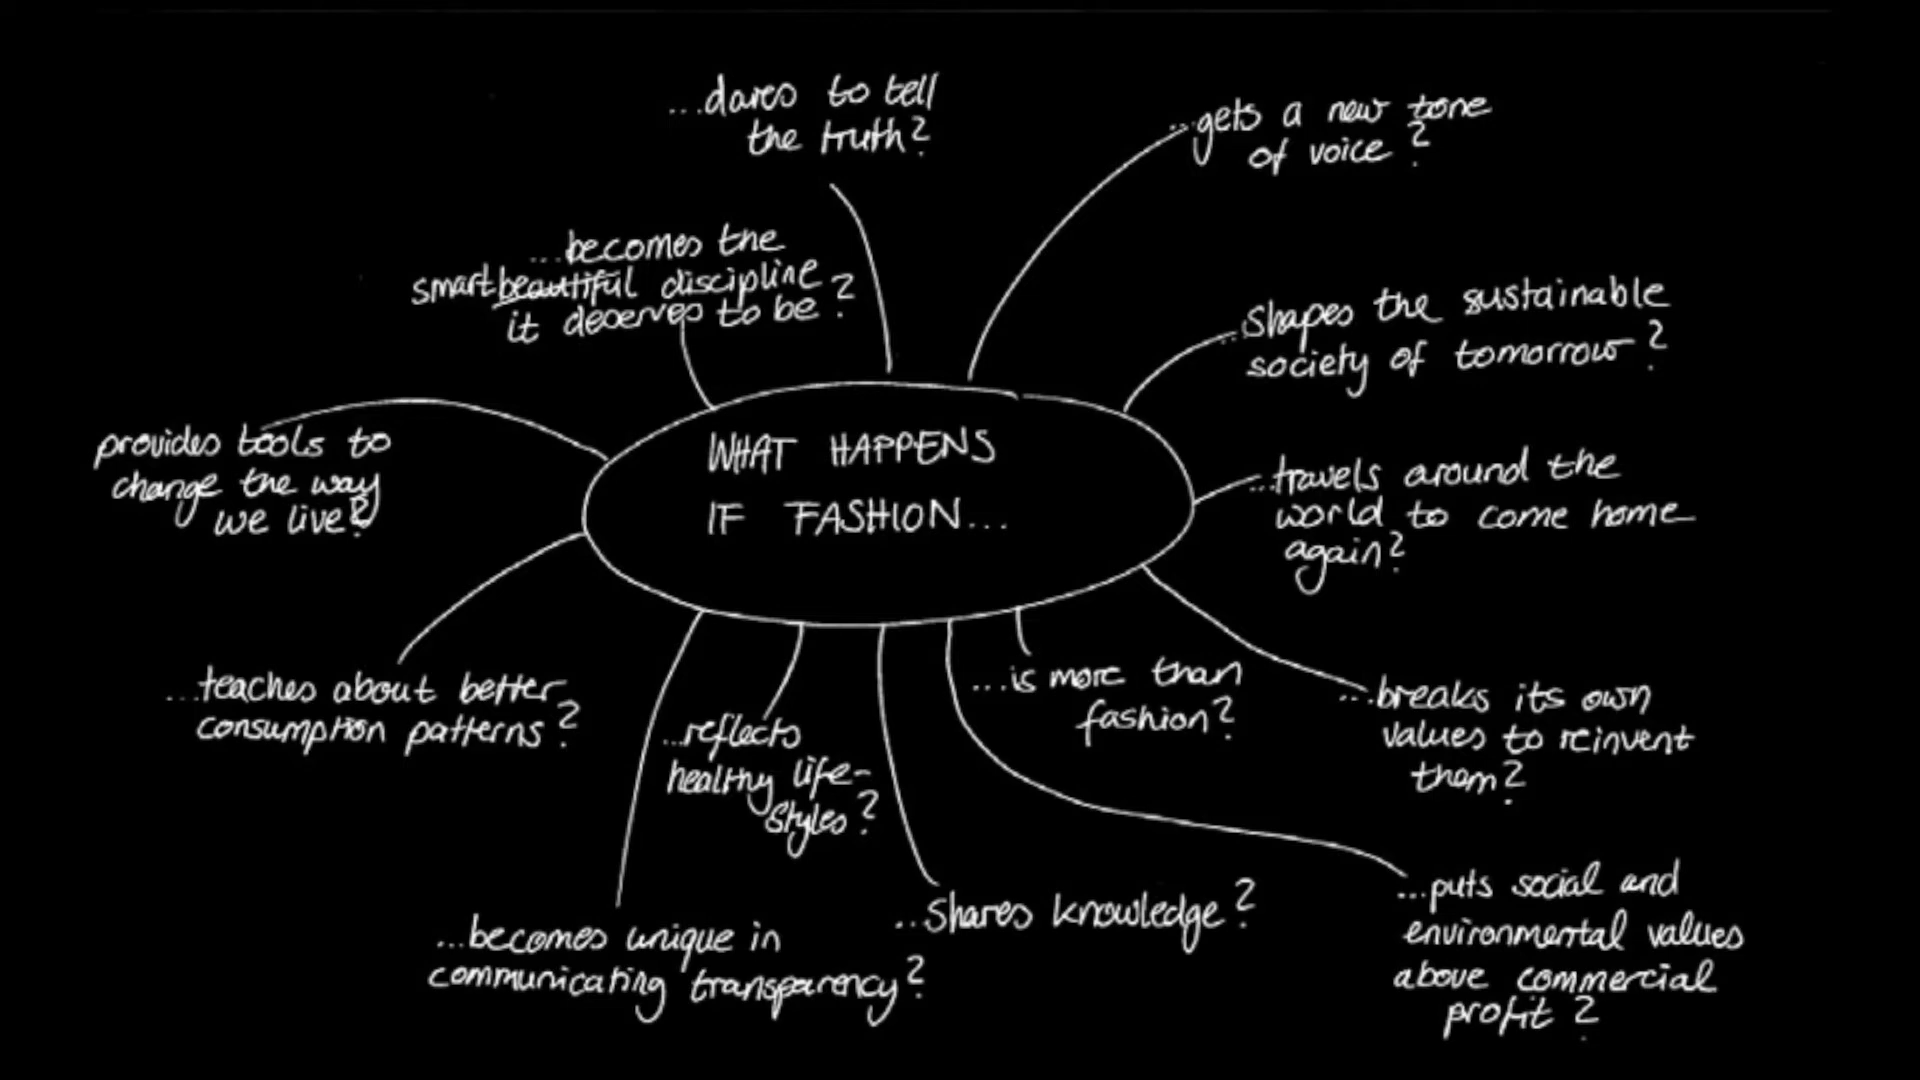 ...dares to tell
the truth?
...gets a new tone
of voice?
...becomes the
smart beautiful discipline
it deserves to be?
...shapes the sustainable
society of tomorrow?
WHAT HAPPENS
IF FASHION...
provides tools to
change the way
we live?
...travels around the
world to come home
again?
...teaches about better
consumption patterns?
...is more than
fashion?
...breaks its own
values to reinvent
them?
...reflects
healthy life-
styles?
...shares knowledge?
...becomes unique in
communicating transparency?
...puts social and
environmental values
above commercial
profit?